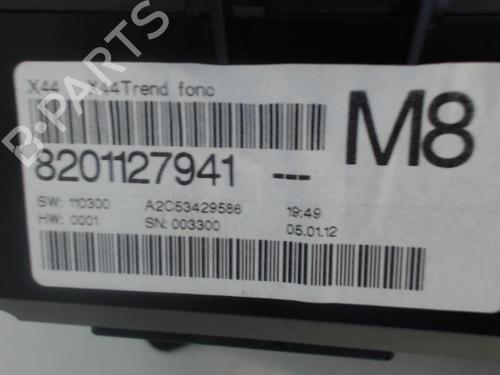 X44 X44Trend fonc
M8
8201127941 ---
SW: 110300 A2C53429586 19:49
HW: 0001 SN: 003300 05.01.12
B-PARTS